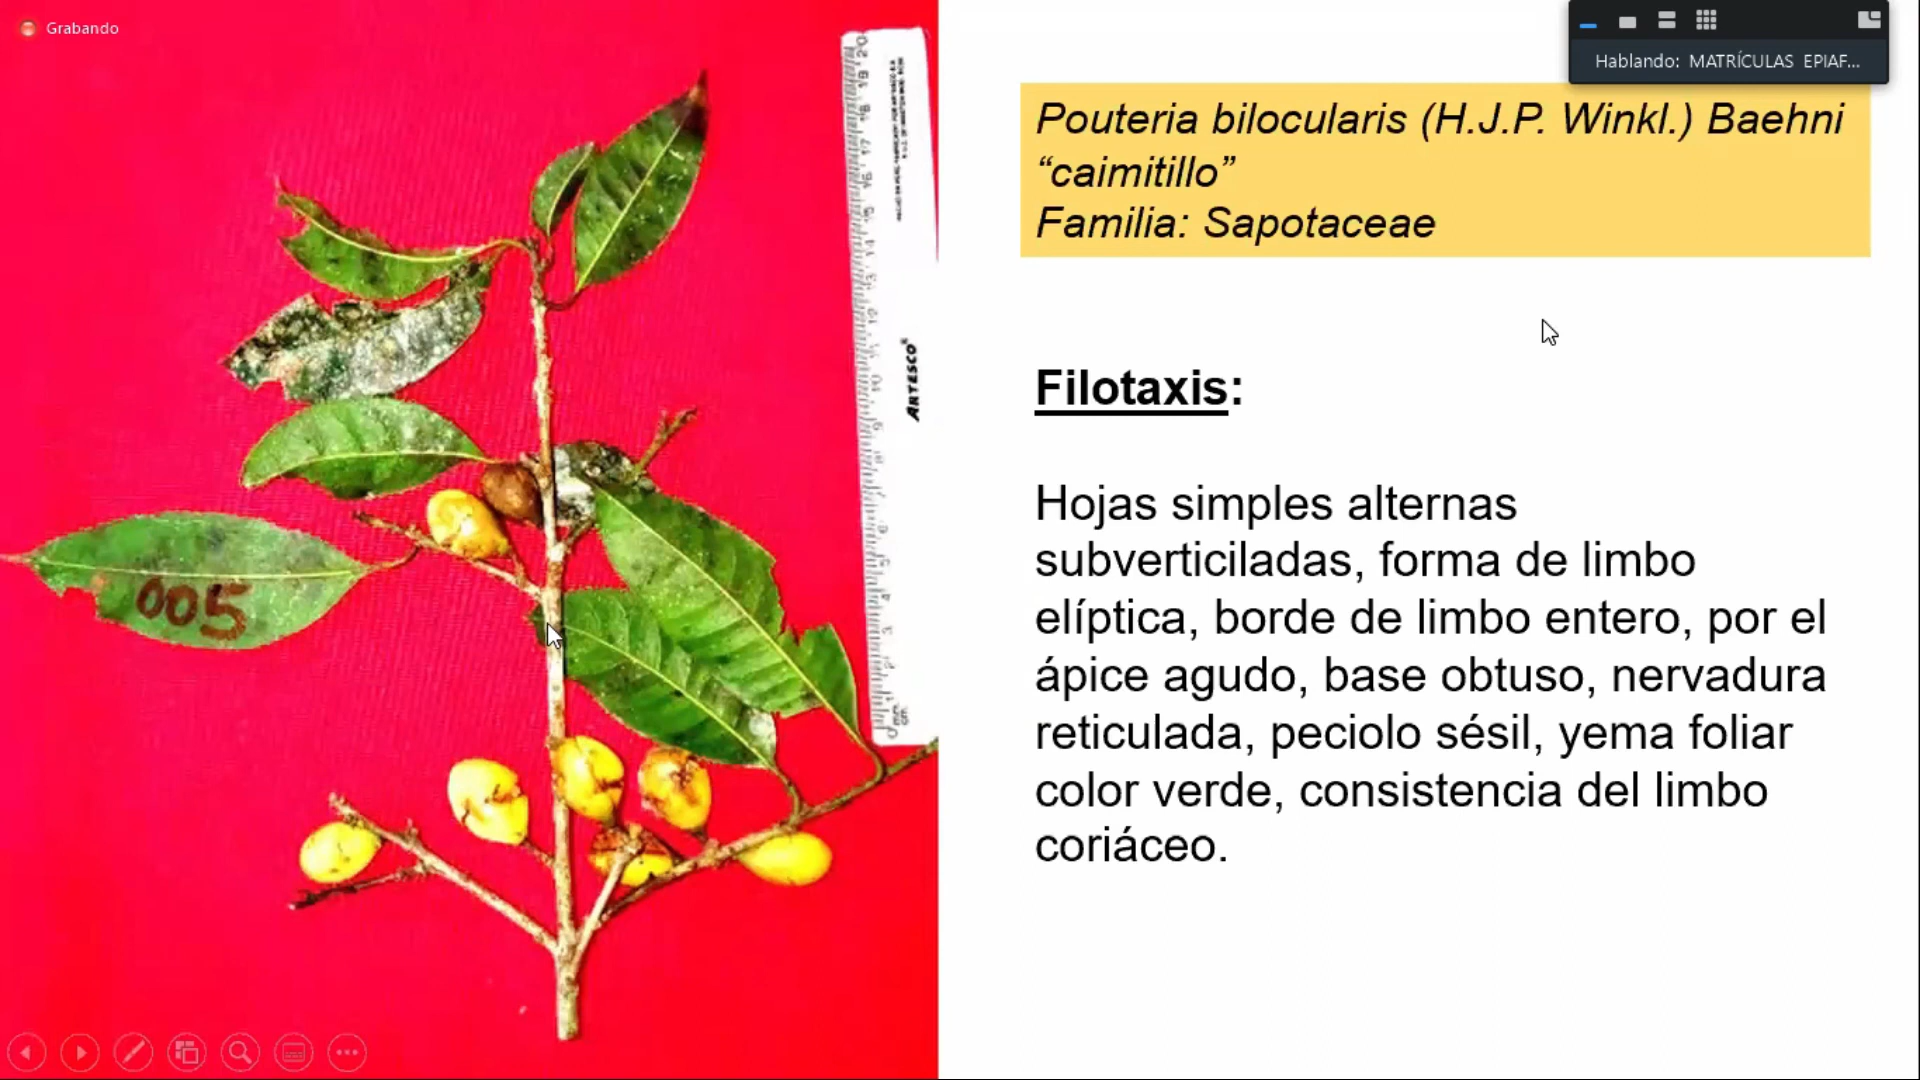 Grabando
Hablando: MATRÍCULAS EPIAF...
Pouteria bilocularis (H.J.P. Winkl.) Baehni
“caimitillo”
Familia: Sapotaceae
Filotaxis:
Hojas simples alternas
subverticiladas, forma de limbo
elíptica, borde de limbo entero, por el
ápice agudo, base obtuso, nervadura
reticulada, peciolo sésil, yema foliar
color verde, consistencia del limbo
coriáceo.
005
ARTESCO